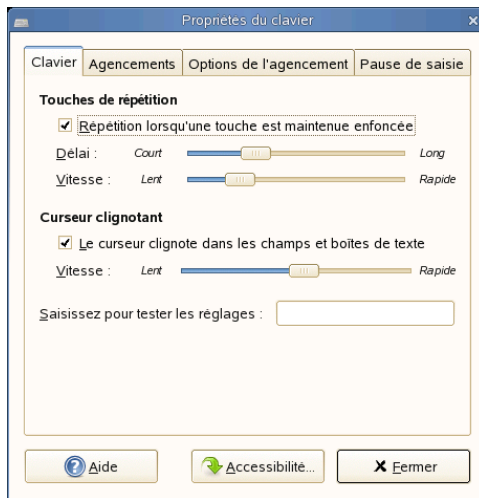 Propriétés du clavier
Clavier Agencements Options de l'agencement Pause de saisie
Touches de répétition
Répétition lorsqu'une touche est maintenue enfoncée
Délai : Court Long
Vitesse : Lent Rapide
Curseur clignotant
Le curseur clignote dans les champs et boîtes de texte
Vitesse : Lent Rapide
Saisissez pour tester les réglages :
Aide Accessibilité... Fermer